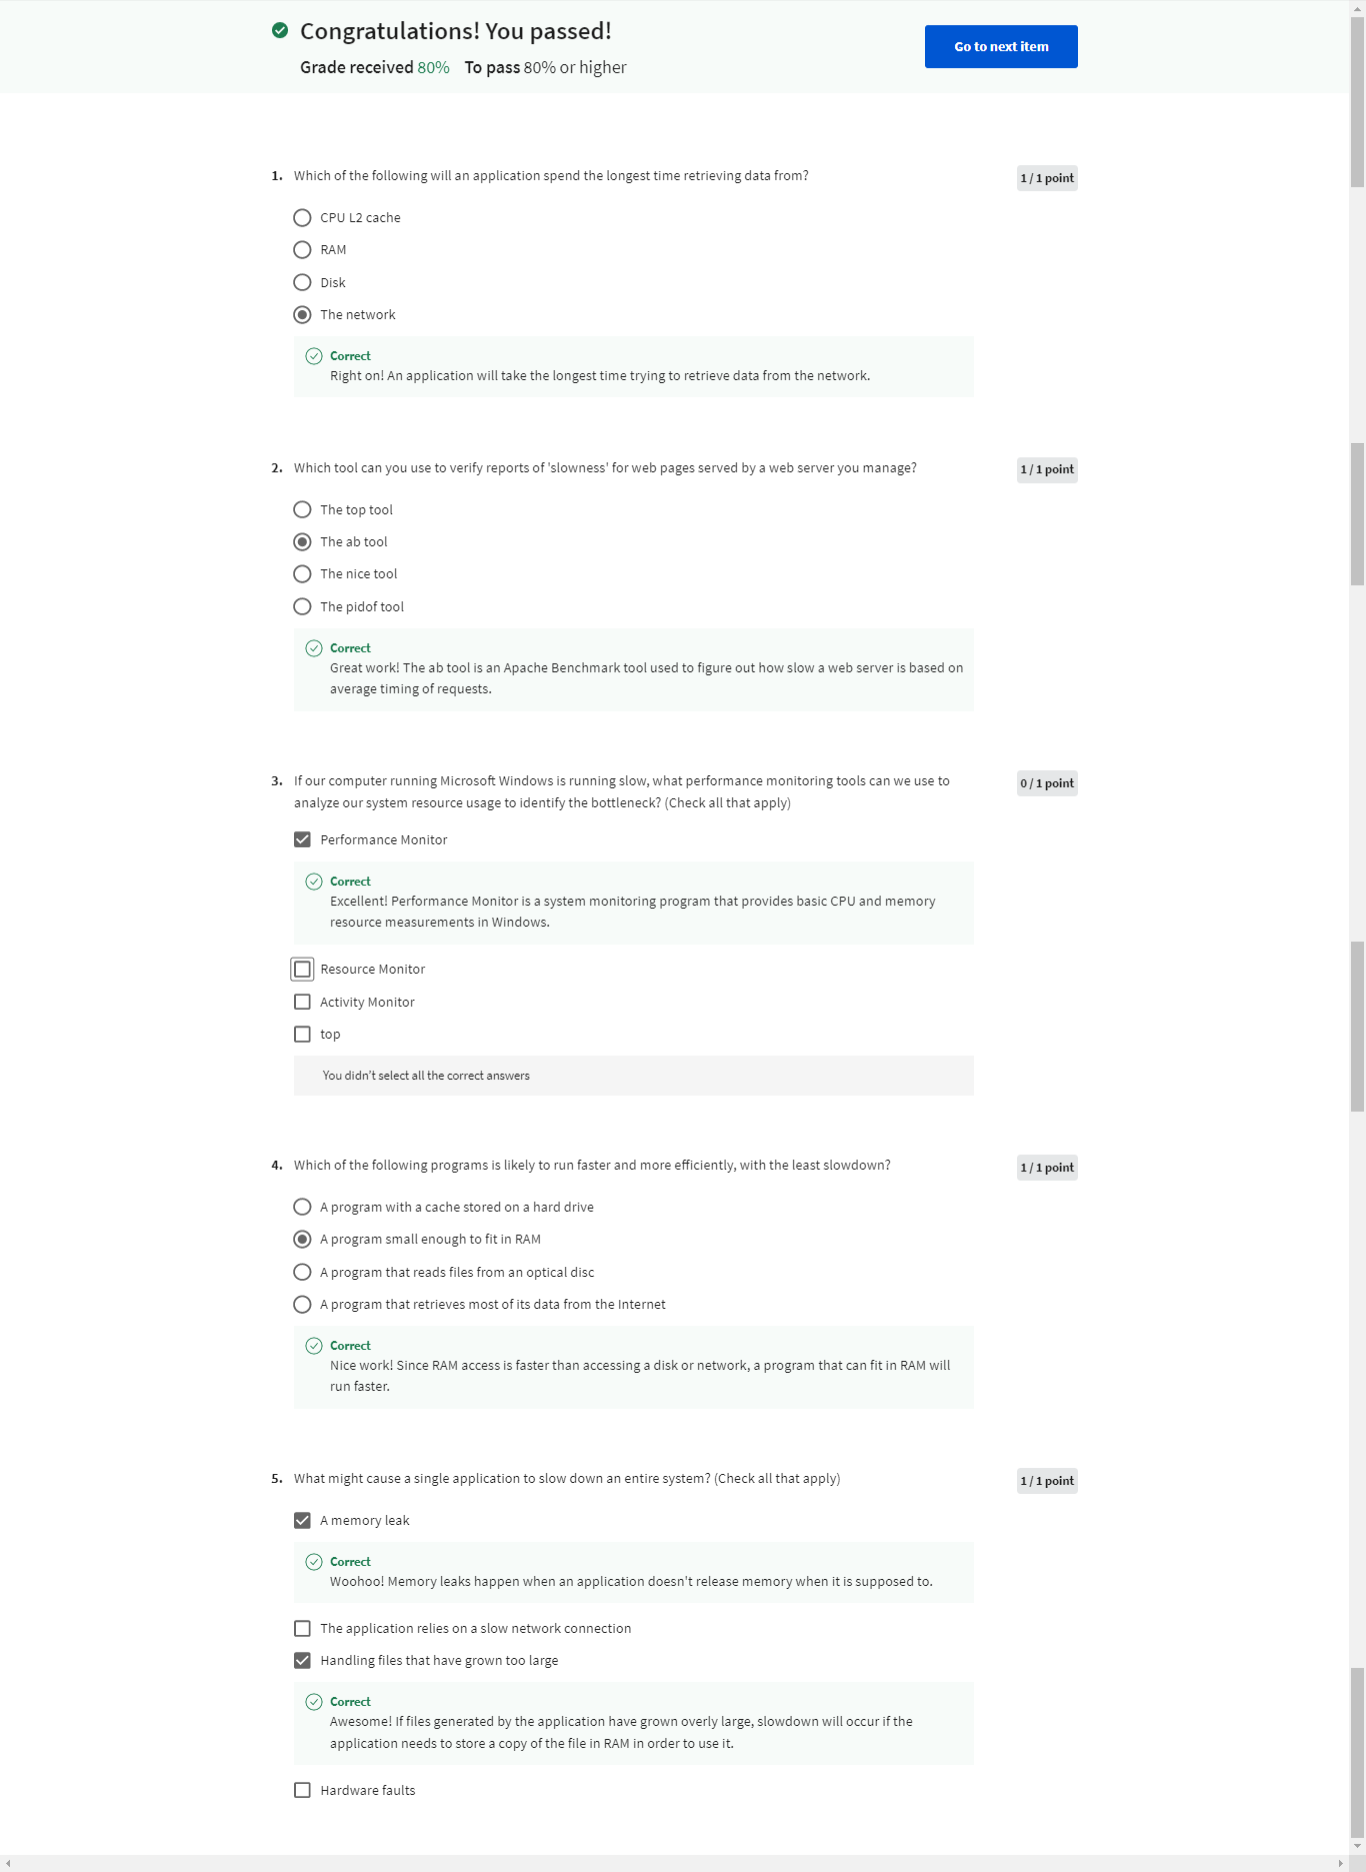 Congratulations! You passed!
Go to next item
Grade received 80% To pass 80% or higher
1. Which of the following will an application spend the longest time retrieving data from?
1 / 1 point
CPU L2 cache
RAM
Disk
The network
Correct
Right on! An application will take the longest time trying to retrieve data from the network.
2. Which tool can you use to verify reports of 'slowness' for web pages served by a web server you manage?
1 / 1 point
The top tool
The ab tool
The nice tool
The pidof tool
Correct
Great work! The ab tool is an Apache Benchmark tool used to figure out how slow a web server is based on
average timing of requests.
3. If our computer running Microsoft Windows is running slow, what performance monitoring tools can we use to
analyze our system resource usage to identify the bottleneck? (Check all that apply)
0 / 1 point
Performance Monitor
Correct
Excellent! Performance Monitor is a system monitoring program that provides basic CPU and memory
resource measurements in Windows.
Resource Monitor
Activity Monitor
top
You didn't select all the correct answers
4. Which of the following programs is likely to run faster and more efficiently, with the least slowdown?
1 / 1 point
A program with a cache stored on a hard drive
A program small enough to fit in RAM
A program that reads files from an optical disc
A program that retrieves most of its data from the Internet
Correct
Nice work! Since RAM access is faster than accessing a disk or network, a program that can fit in RAM will
run faster.
5. What might cause a single application to slow down an entire system? (Check all that apply)
1 / 1 point
A memory leak
Correct
Woohoo! Memory leaks happen when an application doesn't release memory when it is supposed to.
The application relies on a slow network connection
Handling files that have grown too large
Correct
Awesome! If files generated by the application have grown overly large, slowdown will occur if the
application needs to store a copy of the file in RAM in order to use it.
Hardware faults